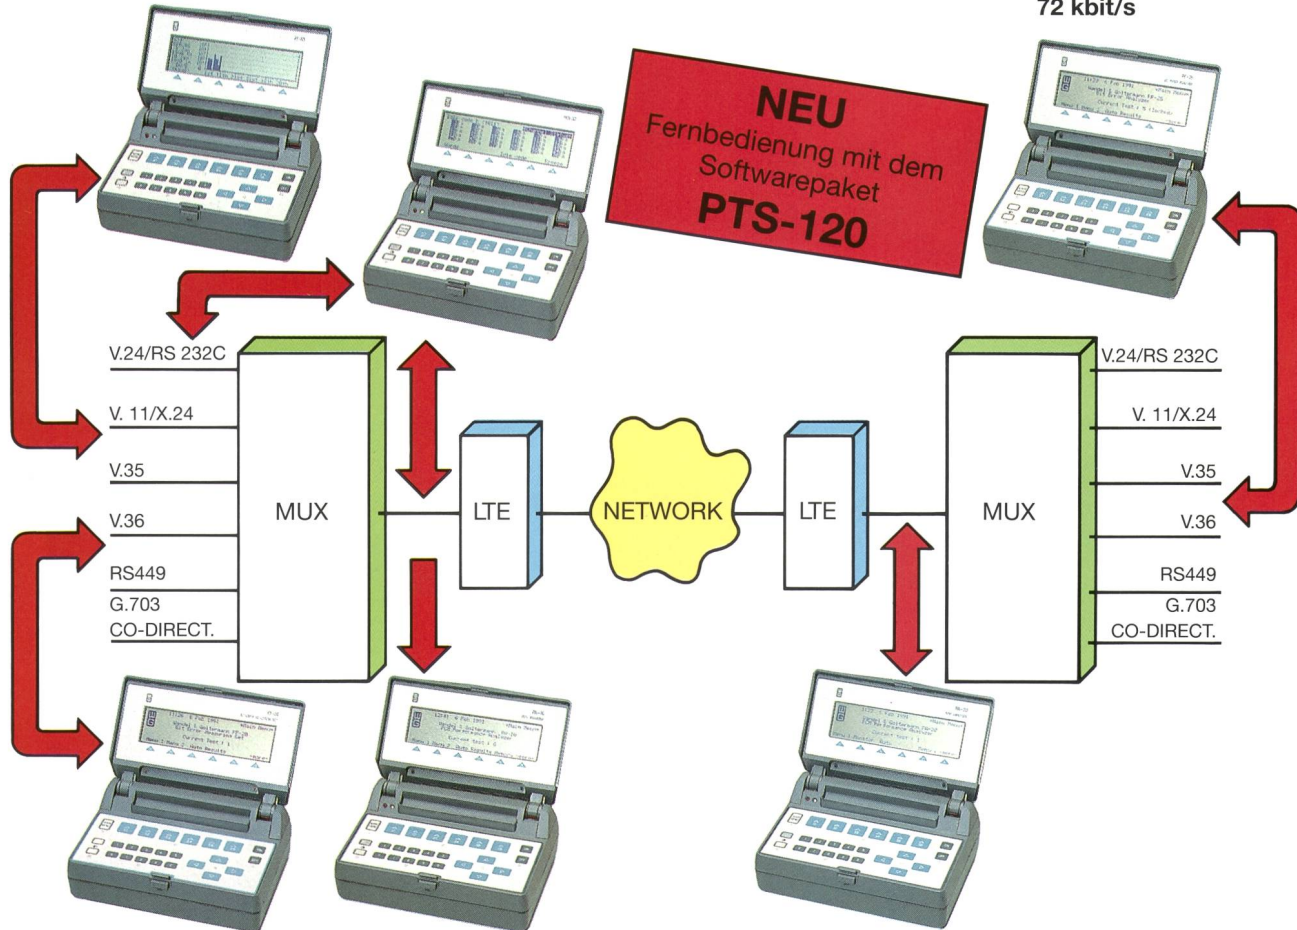 72 kbit/s
NEU
Fernbedienung mit dem
Softwarepaket
PTS-120
V.24/RS 232C
V. 11/X.24
V.35
V.36
RS449
G.703
CO-DIRECT.
MUX
LTE
NETWORK
LTE
MUX
V.24/RS 232C
V. 11/X.24
V.35
V.36
RS449
G.703
CO-DIRECT.